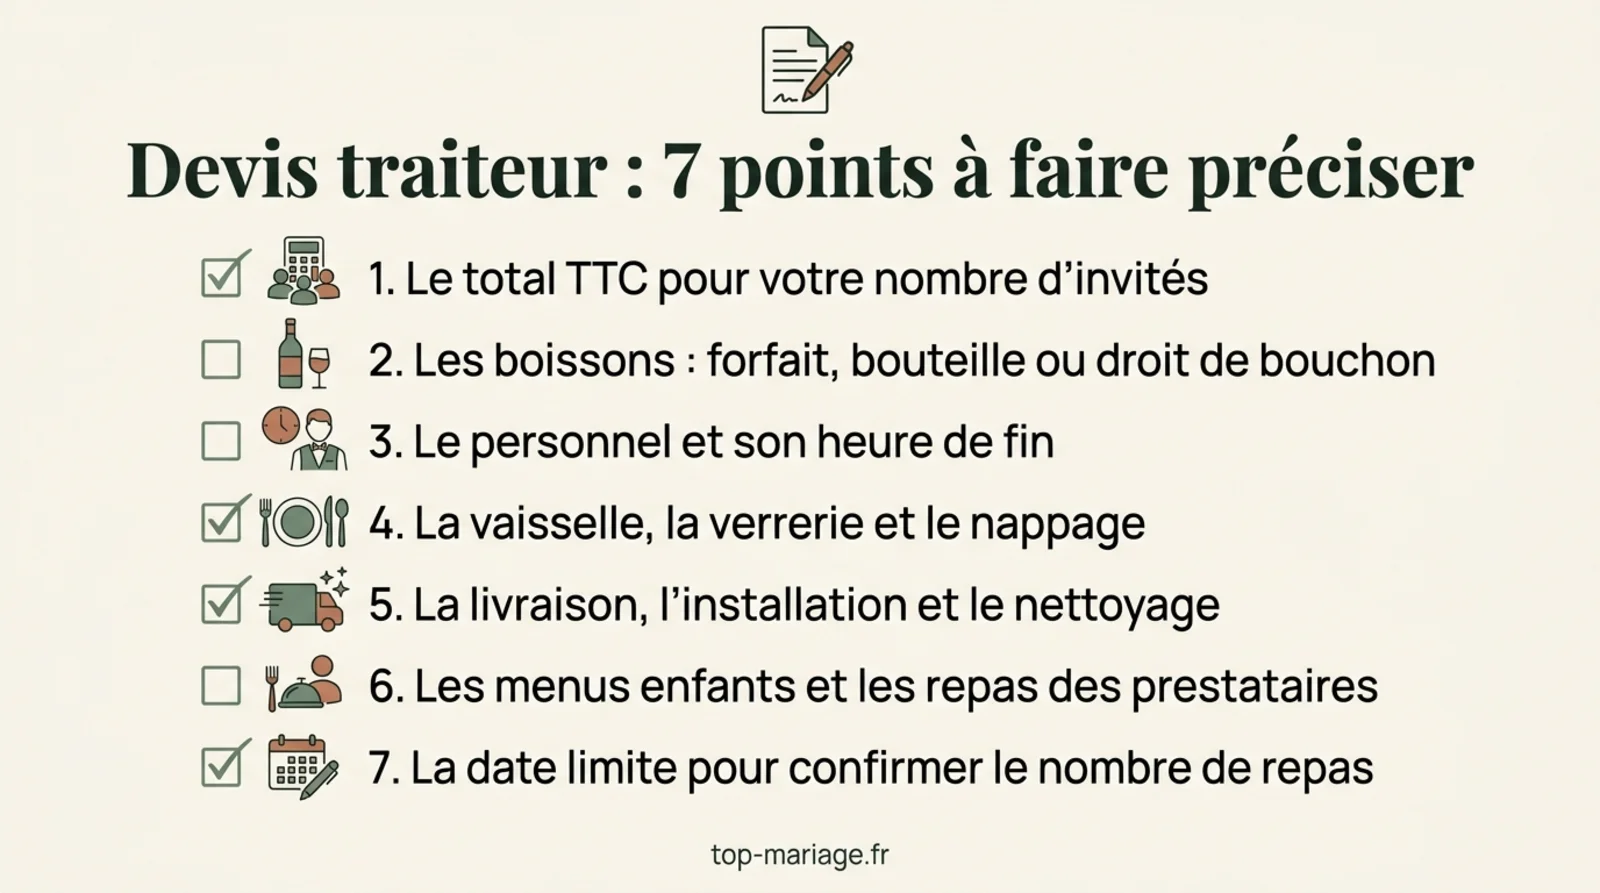 Devis traiteur : 7 points à faire préciser
1. Le total TTC pour votre nombre d’invités
2. Les boissons : forfait, bouteille ou droit de bouchon
3. Le personnel et son heure de fin
4. La vaisselle, la verrerie et le nappage
5. La livraison, l’installation et le nettoyage
6. Les menus enfants et les repas des prestataires
7. La date limite pour confirmer le nombre de repas
top-mariage.fr